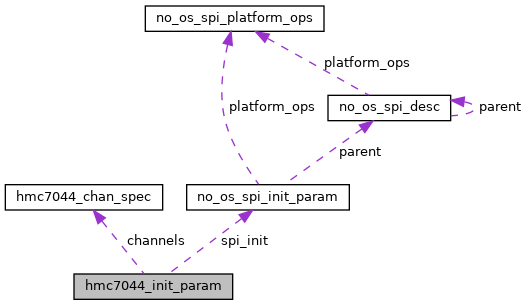 no_os_spi_platform_ops
platform_ops
no_os_spi_desc
platform_ops
parent
parent
hmc7044_chan_spec
no_os_spi_init_param
channels
spi_init
hmc7044_init_param